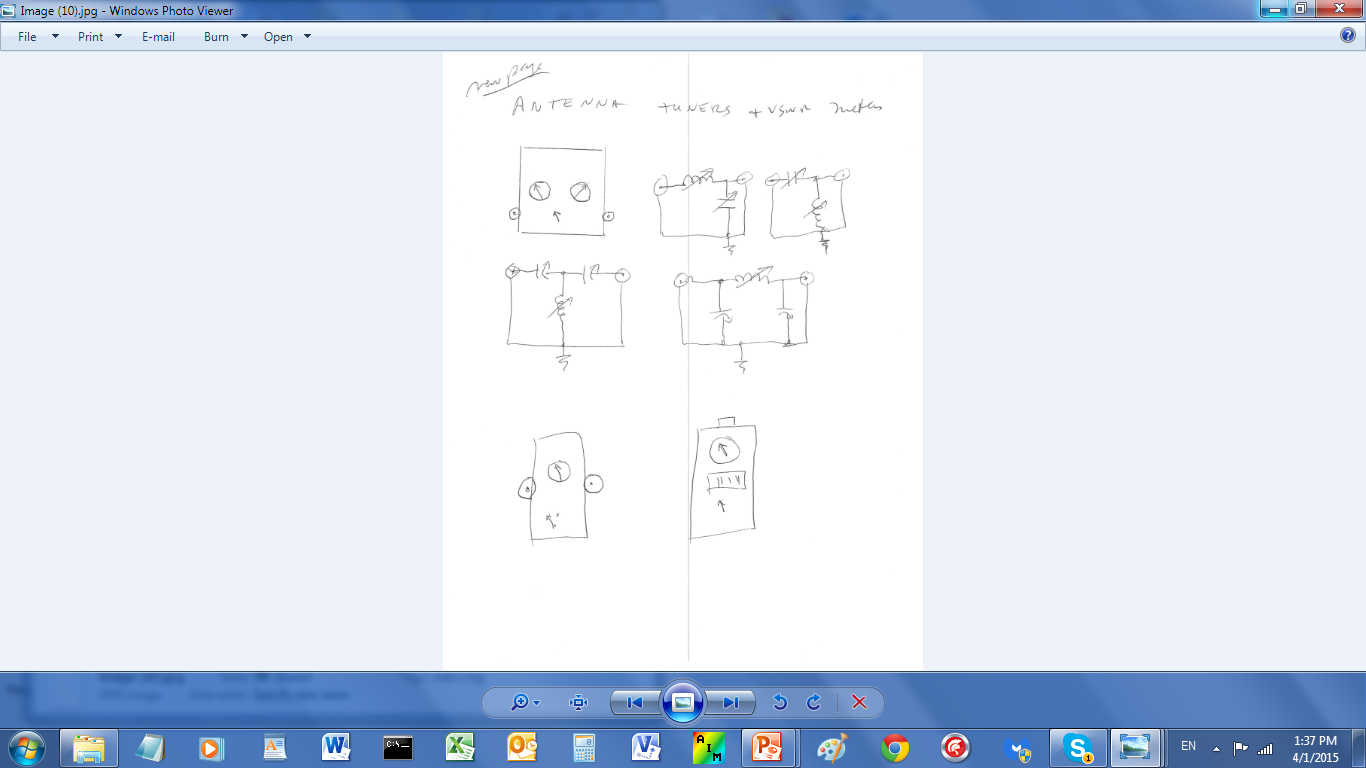 Image (10).jpg - Windows Photo Viewer
File Print E-mail Burn Open
new page
ANTENNA tuners + vswr meters
C:\
A I M
EN
1:37 PM
4/1/2015